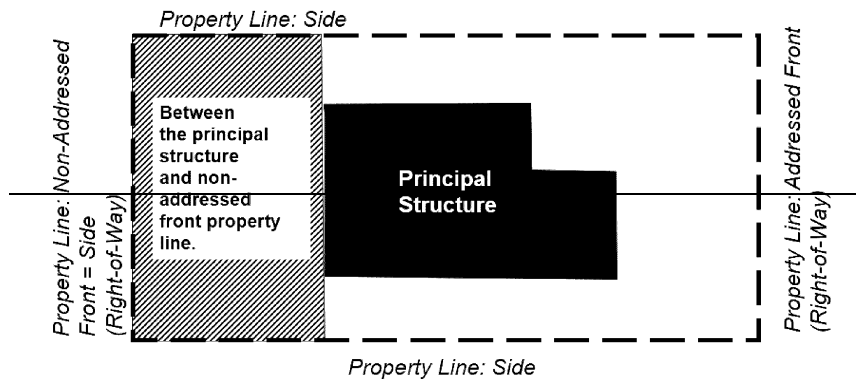 Property Line: Side
Property Line: Non-Addressed
Front = Side
(Right-of-Way)
Between
the principal
structure
and non-
addressed
front property
line.
Principal
Structure
Property Line: Addressed Front
(Right-of-Way)
Property Line: Side